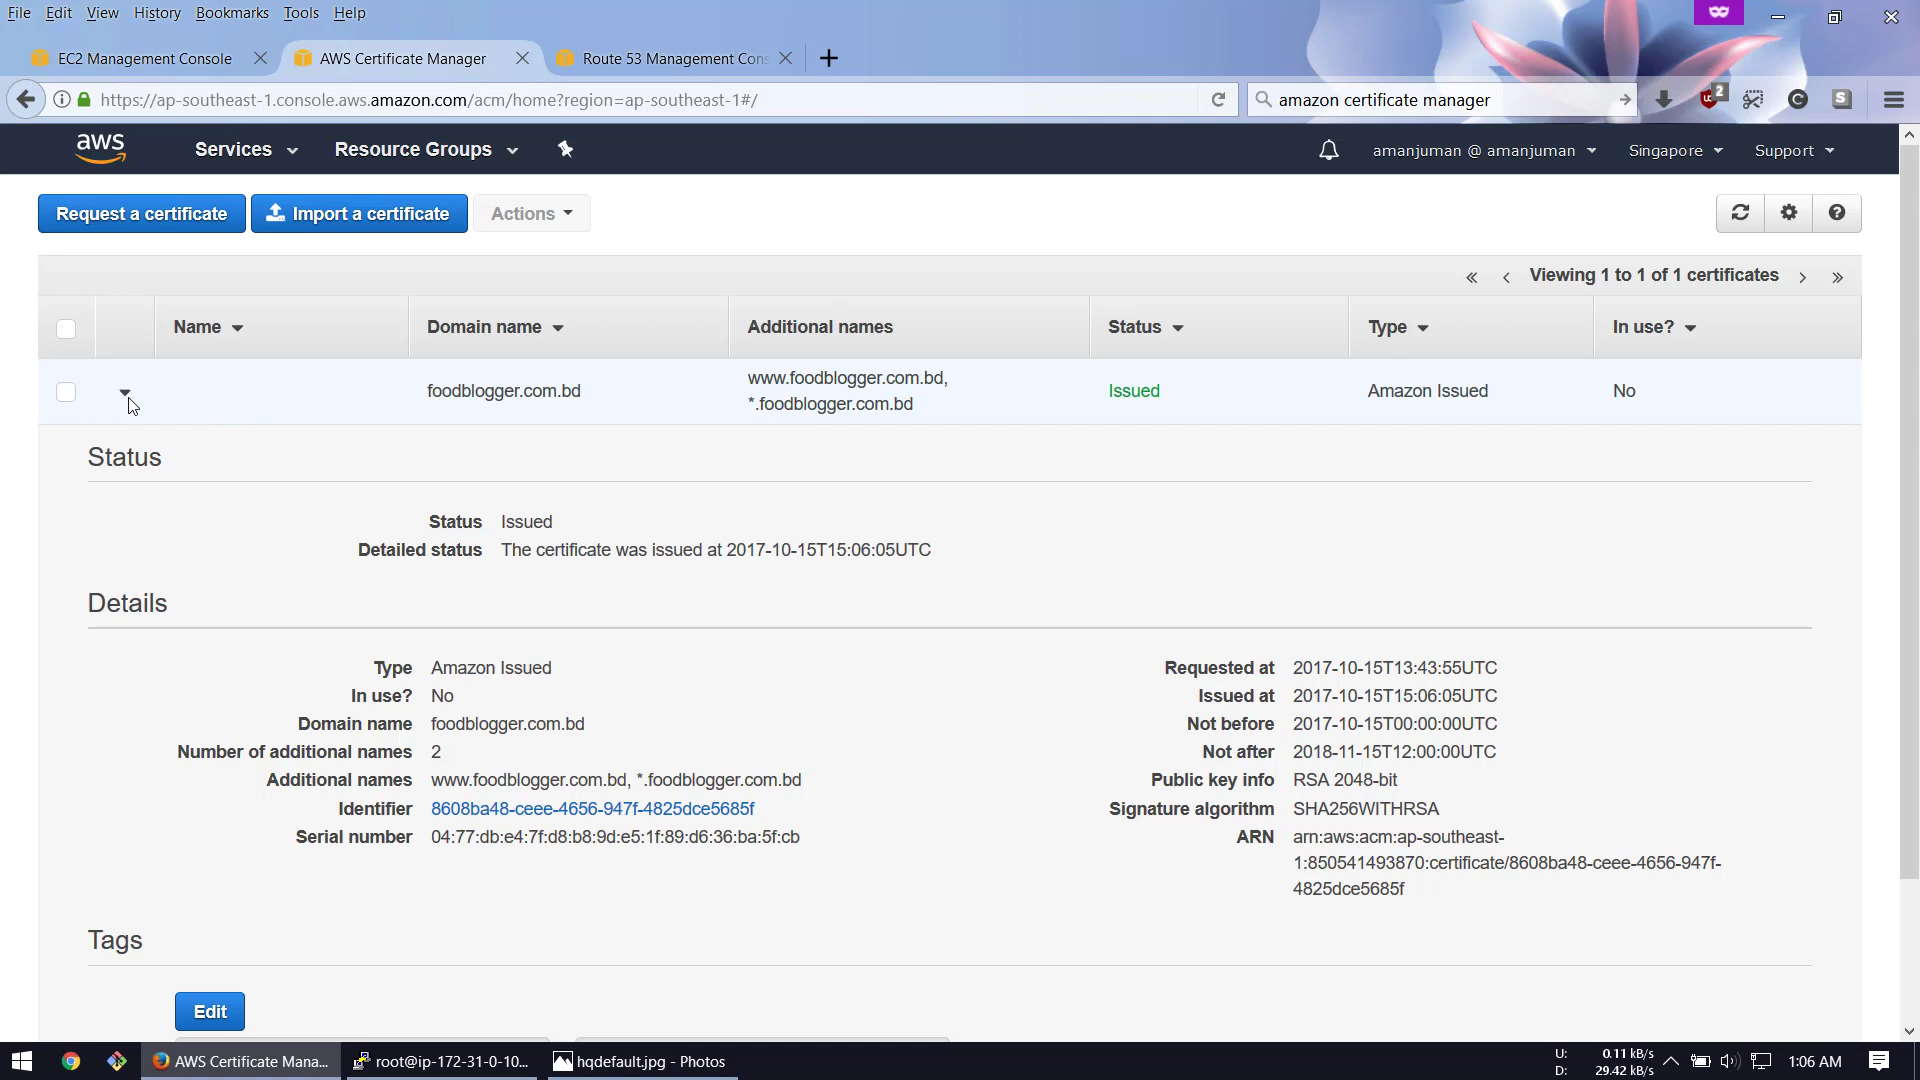 File Edit View History Bookmarks Tools Help
EC2 Management Console
AWS Certificate Manager
Route 53 Management Cons
https://ap-southeast-1.console.aws.amazon.com/acm/home?region=ap-southeast-1#/
amazon certificate manager
2
C
S
aws
Services
Resource Groups
amanjuman @ amanjuman
Singapore
Support
Request a certificate
Import a certificate
Actions
Viewing 1 to 1 of 1 certificates
Name
Domain name
Additional names
Status
Type
In use?
foodblogger.com.bd
www.foodblogger.com.bd,
*.foodblogger.com.bd
Issued
Amazon Issued
No
Status
Status Issued
Detailed status The certificate was issued at 2017-10-15T15:06:05UTC
Details
Type Amazon Issued
In use? No
Domain name foodblogger.com.bd
Number of additional names 2
Additional names www.foodblogger.com.bd, *.foodblogger.com.bd
Identifier 8608ba48-ceee-4656-947f-4825dce5685f
Serial number 04:77:db:e4:7f:d8:b8:9d:e5:1f:89:d6:36:ba:5f:cb
Requested at 2017-10-15T13:43:55UTC
Issued at 2017-10-15T15:06:05UTC
Not before 2017-10-15T00:00:00UTC
Not after 2018-11-15T12:00:00UTC
Public key info RSA 2048-bit
Signature algorithm SHA256WITHRSA
ARN arn:aws:acm:ap-southeast-
1:850541493870:certificate/8608ba48-ceee-4656-947f-
4825dce5685f
Tags
Edit
AWS Certificate Mana...
root@ip-172-31-0-10...
hqdefault.jpg - Photos
U: 0.11 kB/s
D: 29.42 kB/s
1:06 AM